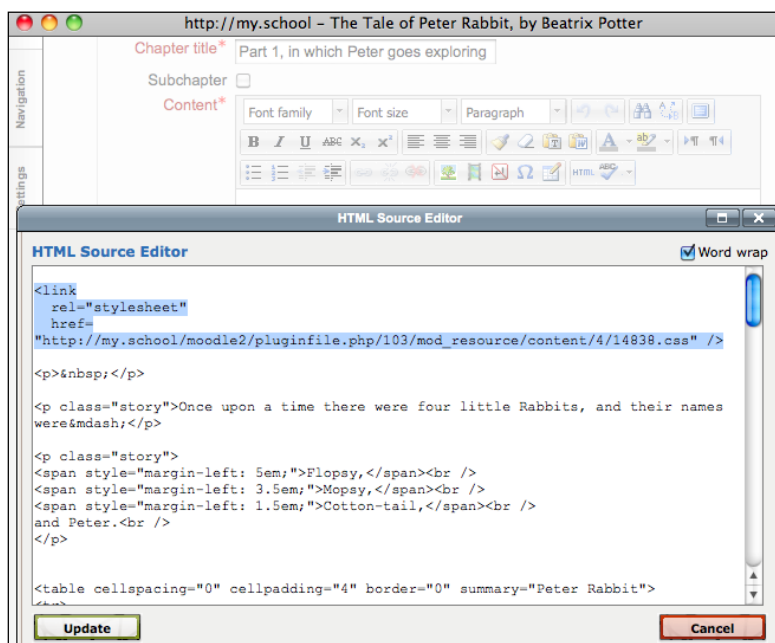 http://my.school – The Tale of Peter Rabbit, by Beatrix Potter
Navigation
Chapter title* Part 1, in which Peter goes exploring
Subchapter
Content*
Font family Font size Paragraph
B I U ABC X₂ X²
HTML ABC
ettings
HTML Source Editor
HTML Source Editor
Word wrap
<link
rel="stylesheet"
href=
"http://my.school/moodle2/pluginfile.php/103/mod_resource/content/4/14838.css" />
<p>&nbsp;</p>
<p class="story">Once upon a time there were four little Rabbits, and their names
were&mdash;</p>
<p class="story">
<span style="margin-left: 5em;">Flopsy,</span><br />
<span style="margin-left: 3.5em;">Mopsy,</span><br />
<span style="margin-left: 1.5em;">Cotton-tail,</span><br />
and Peter.<br />
</p>
<table cellspacing="0" cellpadding="4" border="0" summary="Peter Rabbit">
Update
Cancel